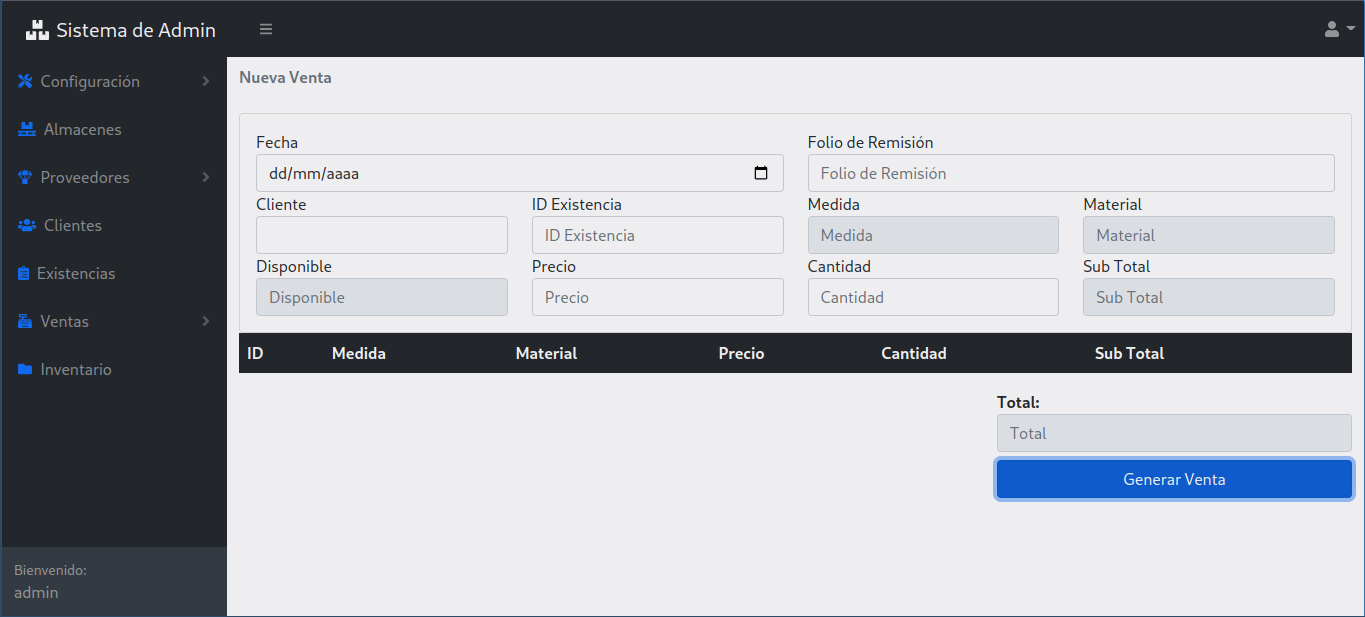 Sistema de Admin
Configuración
Almacenes
Proveedores
Clientes
Existencias
Ventas
Inventario
Bienvenido:
admin
Nueva Venta
Fecha
Folio de Remisión
dd/mm/aaaa
Folio de Remisión
Cliente
ID Existencia
Medida
Material
ID Existencia
Medida
Material
Disponible
Precio
Cantidad
Sub Total
Disponible
Precio
Cantidad
Sub Total
ID Medida Material Precio Cantidad Sub Total
Total:
Total
Generar Venta